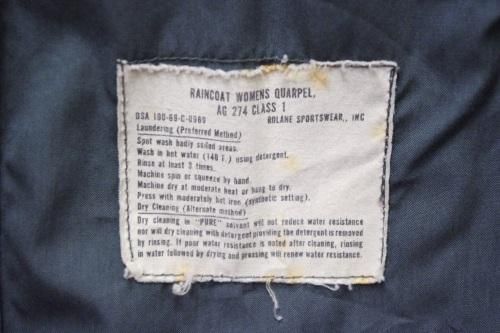 RAINCOAT WOMENS QUARPEL,
AG 274 CLASS 1
DSA 100-69-C-0989 ROLANE SPORTSWEAR,, INC
Laundering (Preferred Method)
Spot wash badly soiled areas.
Wash in hot water (140 F.) using detergent.
Rinse at least 3 times.
Machine spin or squeeze by hand.
Machine dry at moderate heat or hang to dry.
Press with moderately hot iron (synthetic setting).
Dry Cleaning (Alternate method)
Dry cleaning in "PURE" solvent will not reduce water resistance
nor will dry cleaning with detergent providing the detergent is removed
by rinsing. If poor water resistance is noted after cleaning, rinsing
in water followed by drying and pressing will renew water resistance.